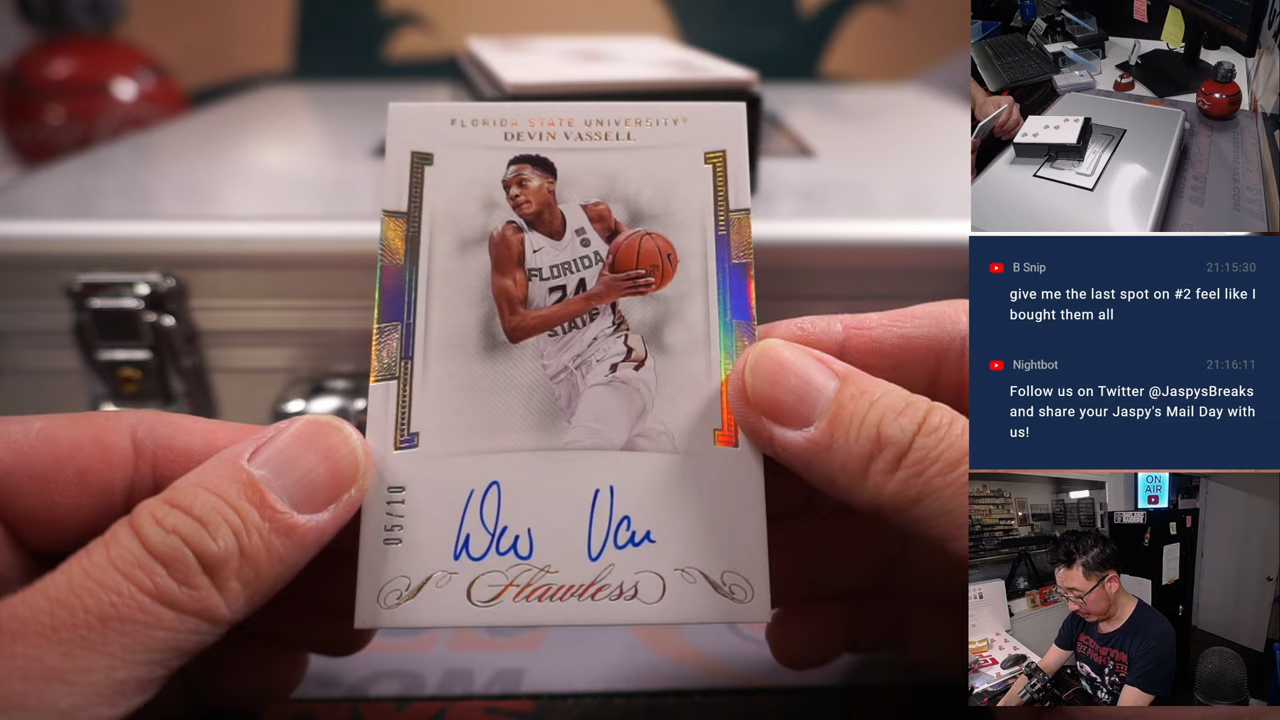 FLORIDA STATE UNIVERSITY®
DEVIN VASSELL
FLORIDA
24
STATE
05/10
Flawless
B Snip 21:15:30
give me the last spot on #2 feel like I
bought them all
Nightbot 21:16:11
Follow us on Twitter @JaspysBreaks
and share your Jaspy's Mail Day with
us!
ON
AIR